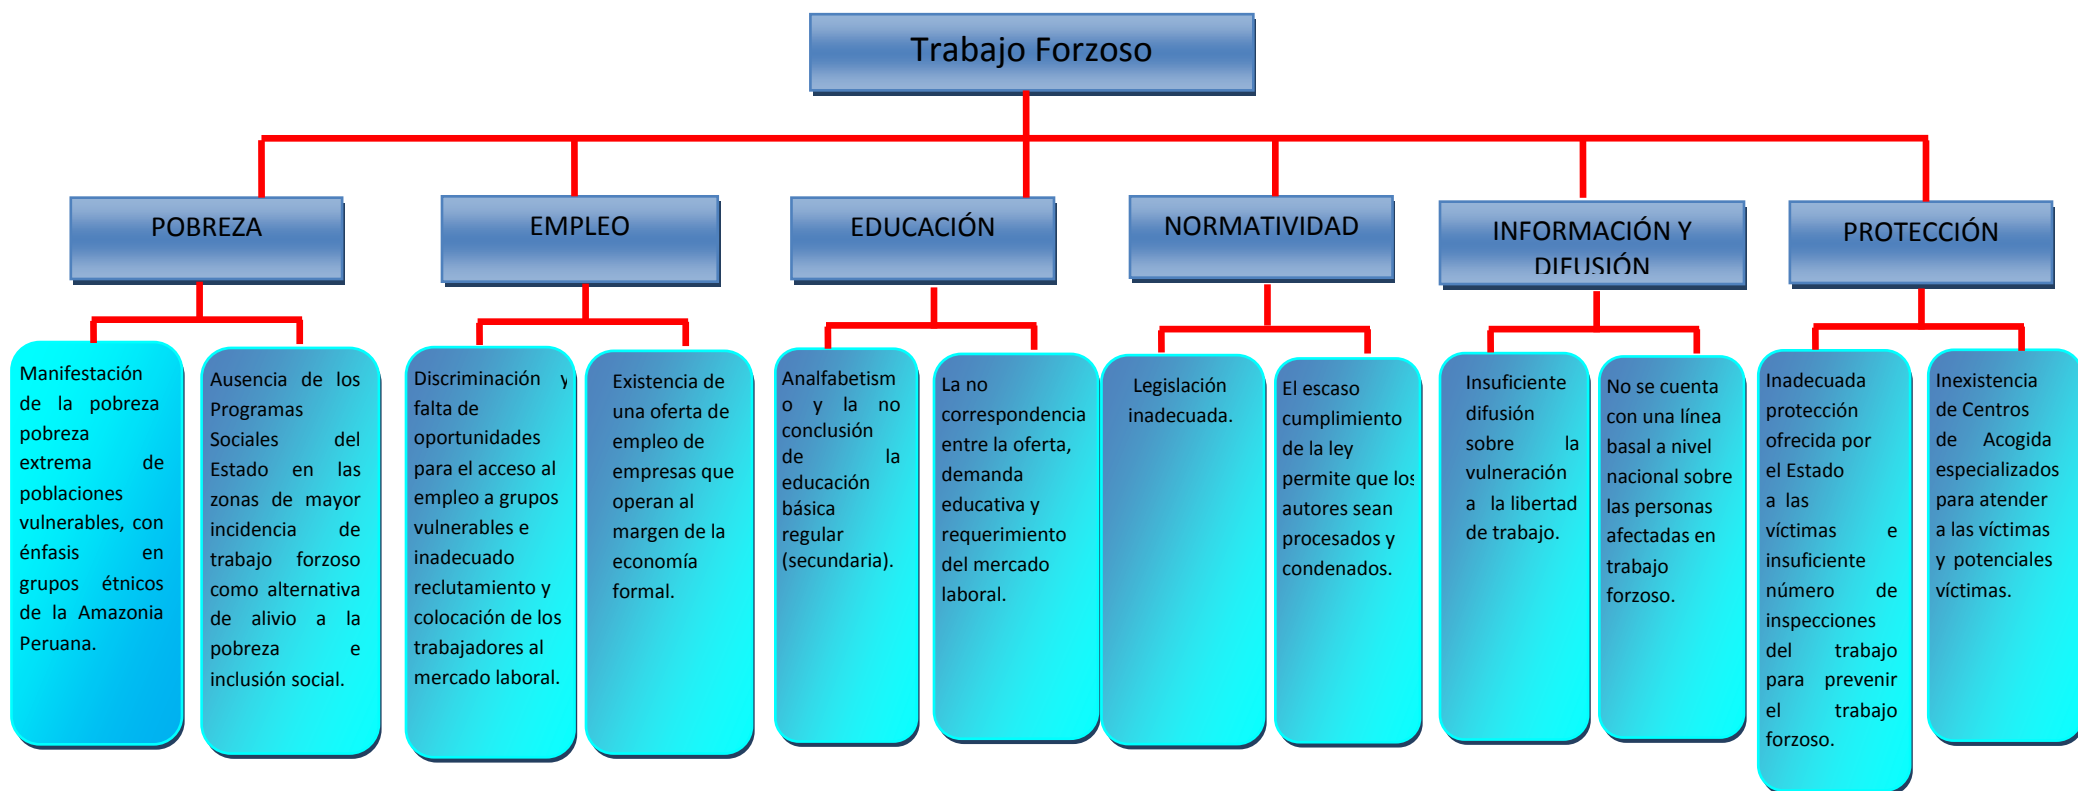 Trabajo Forzoso
POBREZA
EMPLEO
EDUCACIÓN
NORMATIVIDAD
INFORMACIÓN Y
DIFUSIÓN
PROTECCIÓN
Manifestación
de la pobreza
pobreza
extrema de
poblaciones
vulnerables, con
énfasis en
grupos étnicos
de la Amazonia
Peruana.
Ausencia de los
Programas
Sociales del
Estado en las
zonas de mayor
incidencia de
trabajo forzoso
como alternativa
de alivio a la
pobreza e
inclusión social.
Discriminación y
falta de
oportunidades
para el acceso al
empleo a grupos
vulnerables e
inadecuado
reclutamiento y
colocación de los
trabajadores al
mercado laboral.
Existencia de
una oferta de
empleo de
empresas que
operan al
margen de la
economía
formal.
Analfabetism
o y la no
conclusión
de la
educación
básica
regular
(secundaria).
La no
correspondencia
entre la oferta,
demanda
educativa y
requerimiento
del mercado
laboral.
Legislación
inadecuada.
El escaso
cumplimiento
de la ley
permite que los
autores sean
procesados y
condenados.
Insuficiente
difusión
sobre la
vulneración
a la libertad
de trabajo.
No se cuenta
con una línea
basal a nivel
nacional sobre
las personas
afectadas en
trabajo
forzoso.
Inadecuada
protección
ofrecida por
el Estado
a las
víctimas e
insuficiente
número de
inspecciones
del trabajo
para prevenir
el trabajo
forzoso.
Inexistencia
de Centros
de Acogida
especializados
para atender
a las víctimas
y potenciales
víctimas.